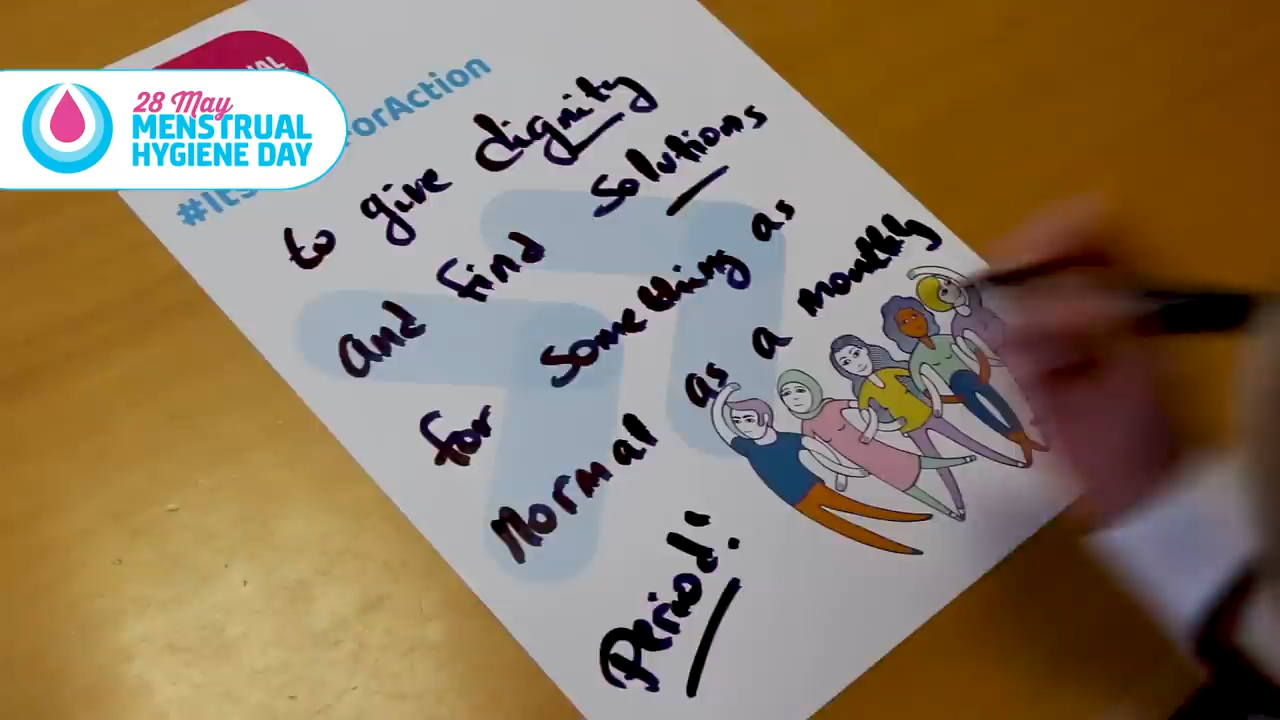 28 May
MENSTRUAL
HYGIENE DAY
#Its
orAction
to give dignity
and find solutions
for something as
normal as a monthly
Period!